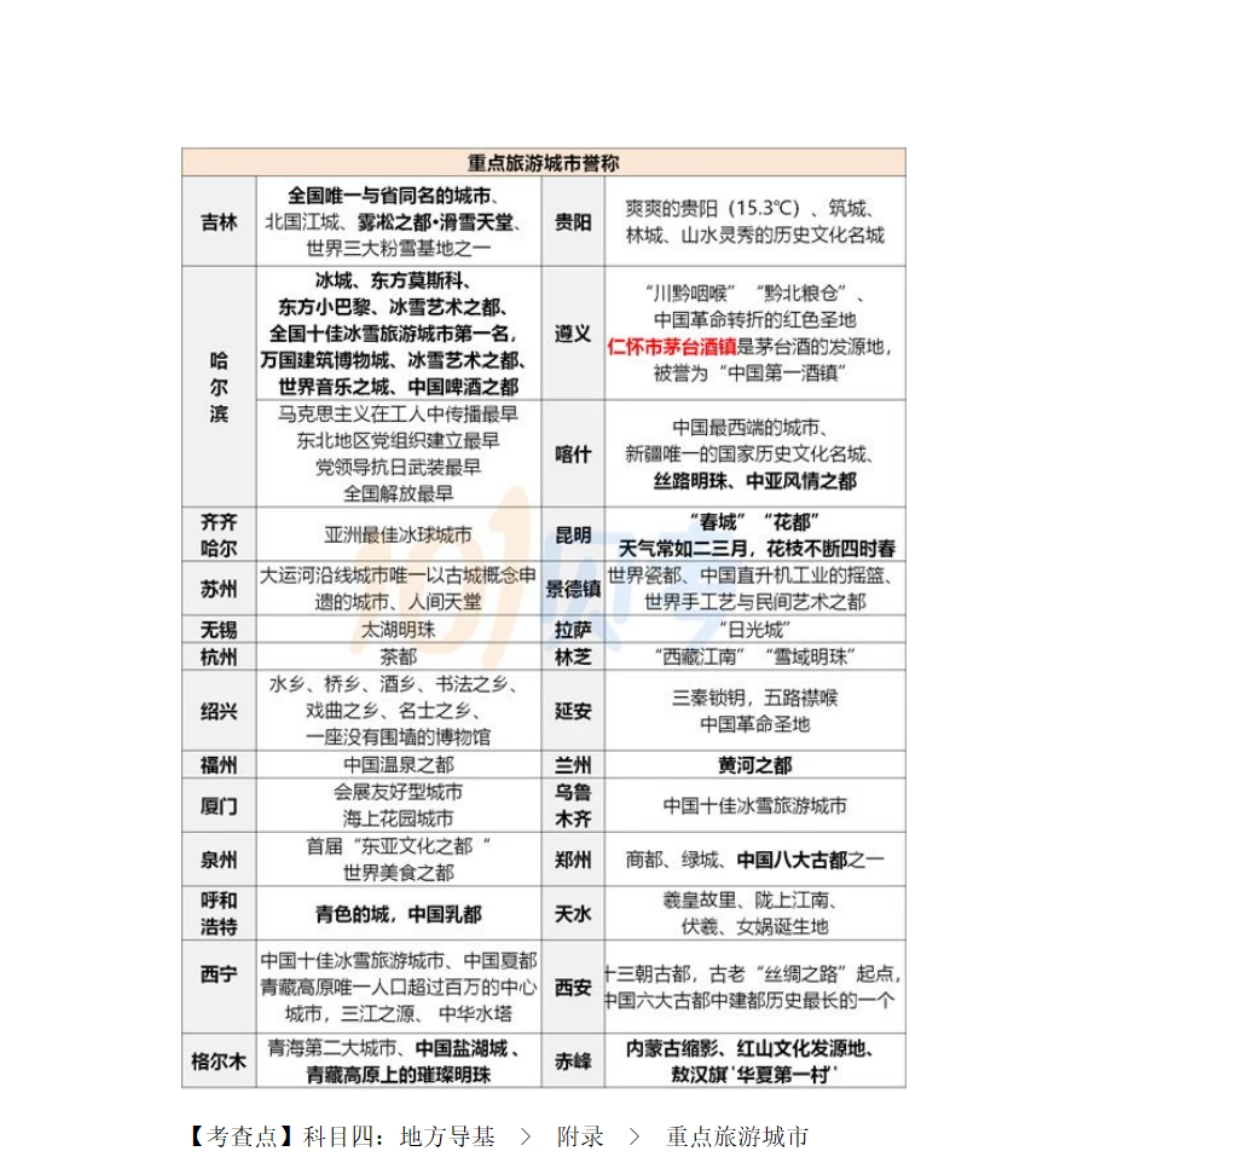 重点旅游城市誉称
吉林
全国唯一与省同名的城市、
北国江城、雾凇之都·滑雪天堂、
世界三大粉雪基地之一
贵阳
爽爽的贵阳（15.3℃）、筑城、
林城、山水灵秀的历史文化名城
哈
尔
滨
冰城、东方莫斯科、
东方小巴黎、冰雪艺术之都、
全国十佳冰雪旅游城市第一名，
万国建筑博物城、冰雪艺术之都、
世界音乐之城、中国啤酒之都
遵义
“川黔咽喉”“黔北粮仓”、
中国革命转折的红色圣地
仁怀市茅台酒镇是茅台酒的发源地，
被誉为“中国第一酒镇”
马克思主义在工人中传播最早
东北地区党组织建立最早
党领导抗日武装最早
全国解放最早
喀什
中国最西端的城市、
新疆唯一的国家历史文化名城、
丝路明珠、中亚风情之都
齐齐
哈尔
亚洲最佳冰球城市
昆明
“春城”“花都”
天气常如二三月，花枝不断四时春
苏州
大运河沿线城市唯一以古城概念申
遗的城市、人间天堂
景德镇
世界瓷都、中国直升机工业的摇篮、
世界手工艺与民间艺术之都
无锡
太湖明珠
拉萨
“日光城”
杭州
茶都
林芝
“西藏江南”“雪域明珠”
绍兴
水乡、桥乡、酒乡、书法之乡、
戏曲之乡、名士之乡、
一座没有围墙的博物馆
延安
三秦锁钥，五路襟喉
中国革命圣地
福州
中国温泉之都
兰州
黄河之都
厦门
会展友好型城市
海上花园城市
乌鲁
木齐
中国十佳冰雪旅游城市
泉州
首届“东亚文化之都“
世界美食之都
郑州
商都、绿城、中国八大古都之一
呼和
浩特
青色的城，中国乳都
天水
羲皇故里、陇上江南、
伏羲、女娲诞生地
西宁
中国十佳冰雪旅游城市、中国夏都
青藏高原唯一人口超过百万的中心
城市，三江之源、 中华水塔
西安
十三朝古都，古老“丝绸之路”起点，
中国六大古都中建都历史最长的一个
格尔木
青海第二大城市、中国盐湖城 、
青藏高原上的璀璨明珠
赤峰
内蒙古缩影、红山文化发源地、
敖汉旗'华夏第一村'
【考查点】科目四：地方导基 > 附录 > 重点旅游城市